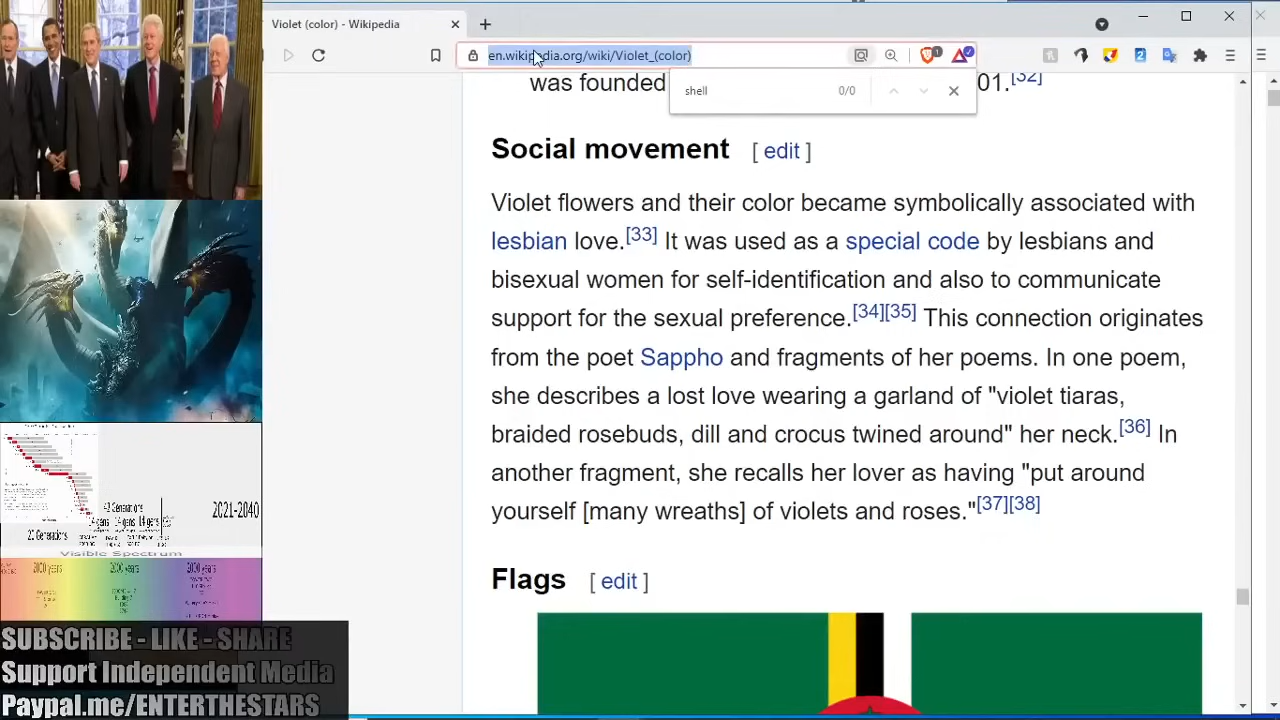 Violet (color) - Wikipedia
en.wikipedia.org/wiki/Violet_(color)
shell
0/0
was founded
01.[32]
Social movement [ edit ]
Violet flowers and their color became symbolically associated with
lesbian love.[33] It was used as a special code by lesbians and
bisexual women for self-identification and also to communicate
support for the sexual preference.[34][35] This connection originates
from the poet Sappho and fragments of her poems. In one poem,
she describes a lost love wearing a garland of "violet tiaras,
braided rosebuds, dill and crocus twined around" her neck.[36] In
another fragment, she recalls her lover as having "put around
yourself [many wreaths] of violets and roses."[37][38]
Flags [ edit ]
2021-2040
Visible Spectrum
2000 years
2000 years
SUBSCRIBE - LIKE - SHARE
Support Independent Media
Paypal.me/ENTERTHESTARS